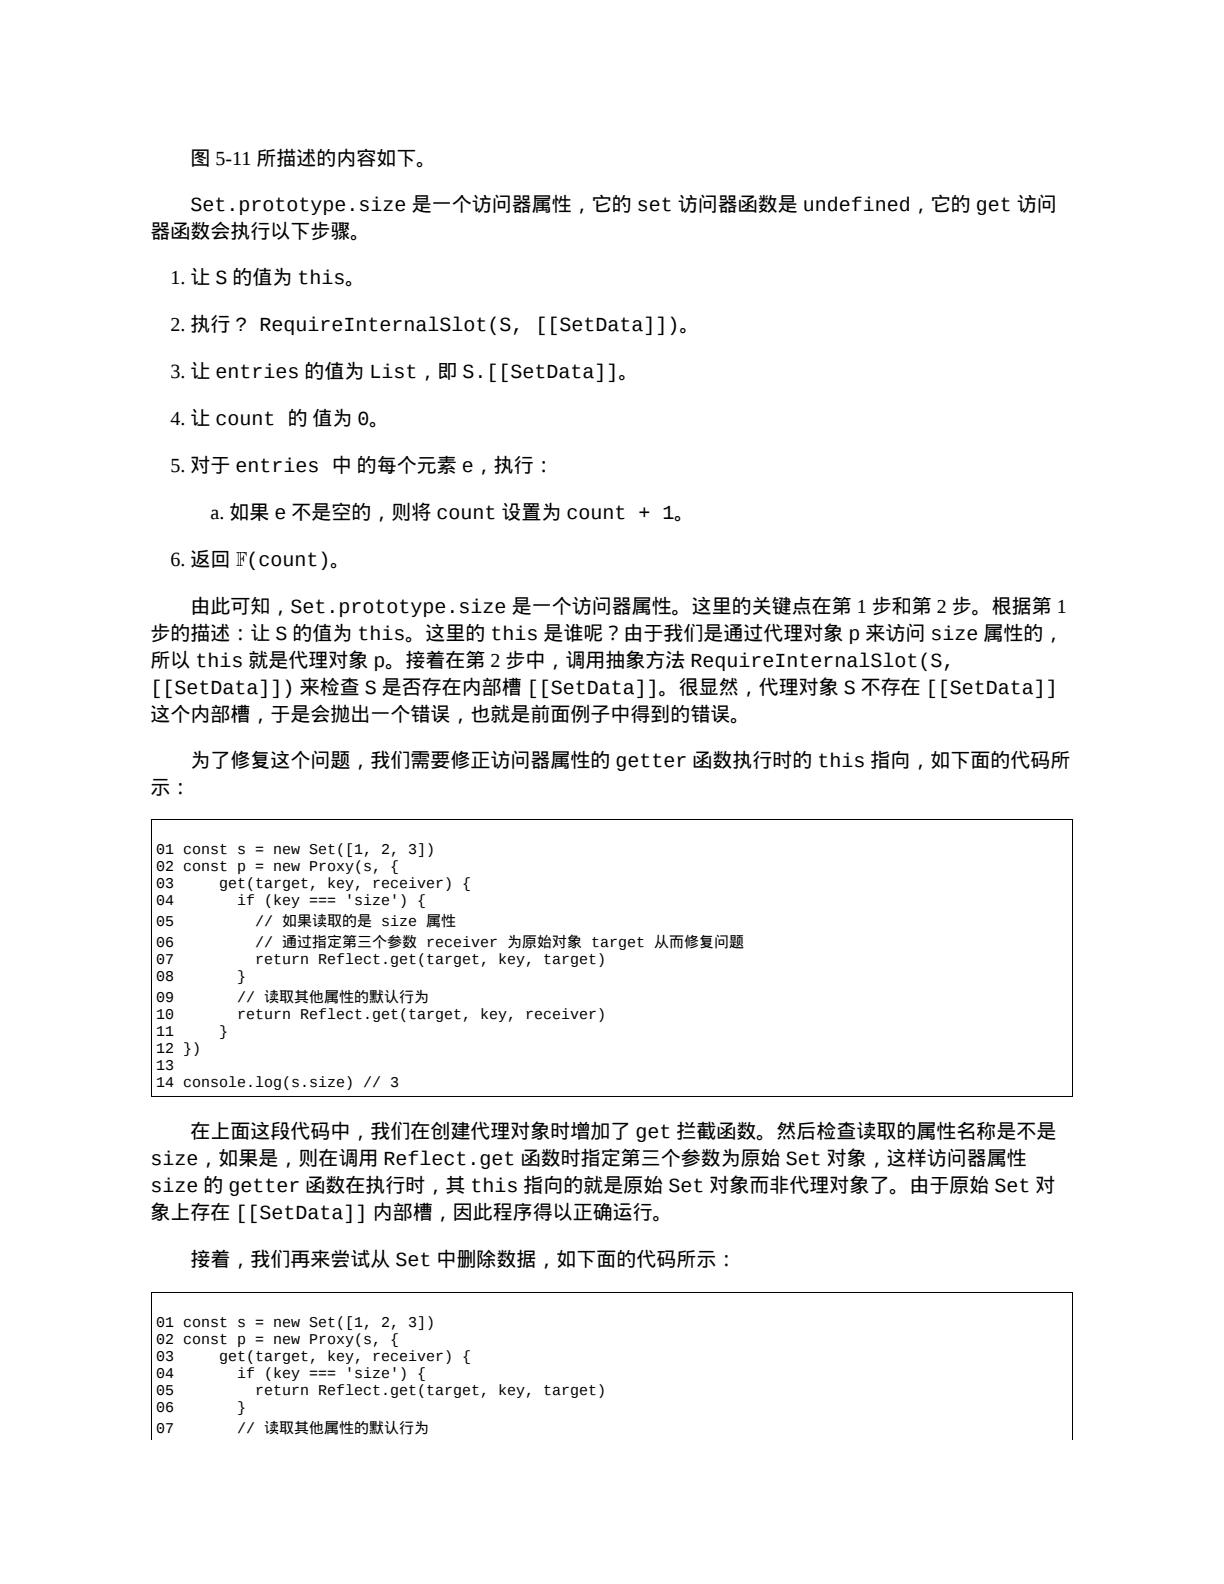 图 5-11 所描述的内容如下。
Set.prototype.size 是一个访问器属性，它的 set 访问器函数是 undefined，它的 get 访问
器函数会执行以下步骤。
1. 让 S 的值为 this。
2. 执行 ? RequireInternalSlot(S, [[SetData]])。
3. 让 entries 的值为 List，即 S.[[SetData]]。
4. 让 count 的 值为 0。
5. 对于 entries 中 的每个元素 e，执行：
a. 如果 e 不是空的，则将 count 设置为 count + 1。
6. 返回 𝔽(count)。
由此可知，Set.prototype.size 是一个访问器属性。这里的关键点在第 1 步和第 2 步。根据第 1
步的描述：让 S 的值为 this。这里的 this 是谁呢？由于我们是通过代理对象 p 来访问 size 属性的，
所以 this 就是代理对象 p。接着在第 2 步中，调用抽象方法 RequireInternalSlot(S,
[[SetData]]) 来检查 S 是否存在内部槽 [[SetData]]。很显然，代理对象 S 不存在 [[SetData]]
这个内部槽，于是会抛出一个错误，也就是前面例子中得到的错误。
为了修复这个问题，我们需要修正访问器属性的 getter 函数执行时的 this 指向，如下面的代码所
示：
01 const s = new Set([1, 2, 3])
02 const p = new Proxy(s, {
03     get(target, key, receiver) {
04       if (key === 'size') {
05         // 如果读取的是 size 属性
06         // 通过指定第三个参数 receiver 为原始对象 target 从而修复问题
07         return Reflect.get(target, key, target)
08       }
09       // 读取其他属性的默认行为
10       return Reflect.get(target, key, receiver)
11     }
12 })
13
14 console.log(s.size) // 3
在上面这段代码中，我们在创建代理对象时增加了 get 拦截函数。然后检查读取的属性名称是不是
size，如果是，则在调用 Reflect.get 函数时指定第三个参数为原始 Set 对象，这样访问器属性
size 的 getter 函数在执行时，其 this 指向的就是原始 Set 对象而非代理对象了。由于原始 Set 对
象上存在 [[SetData]] 内部槽，因此程序得以正确运行。
接着，我们再来尝试从 Set 中删除数据，如下面的代码所示：
01 const s = new Set([1, 2, 3])
02 const p = new Proxy(s, {
03     get(target, key, receiver) {
04       if (key === 'size') {
05         return Reflect.get(target, key, target)
06       }
07       // 读取其他属性的默认行为